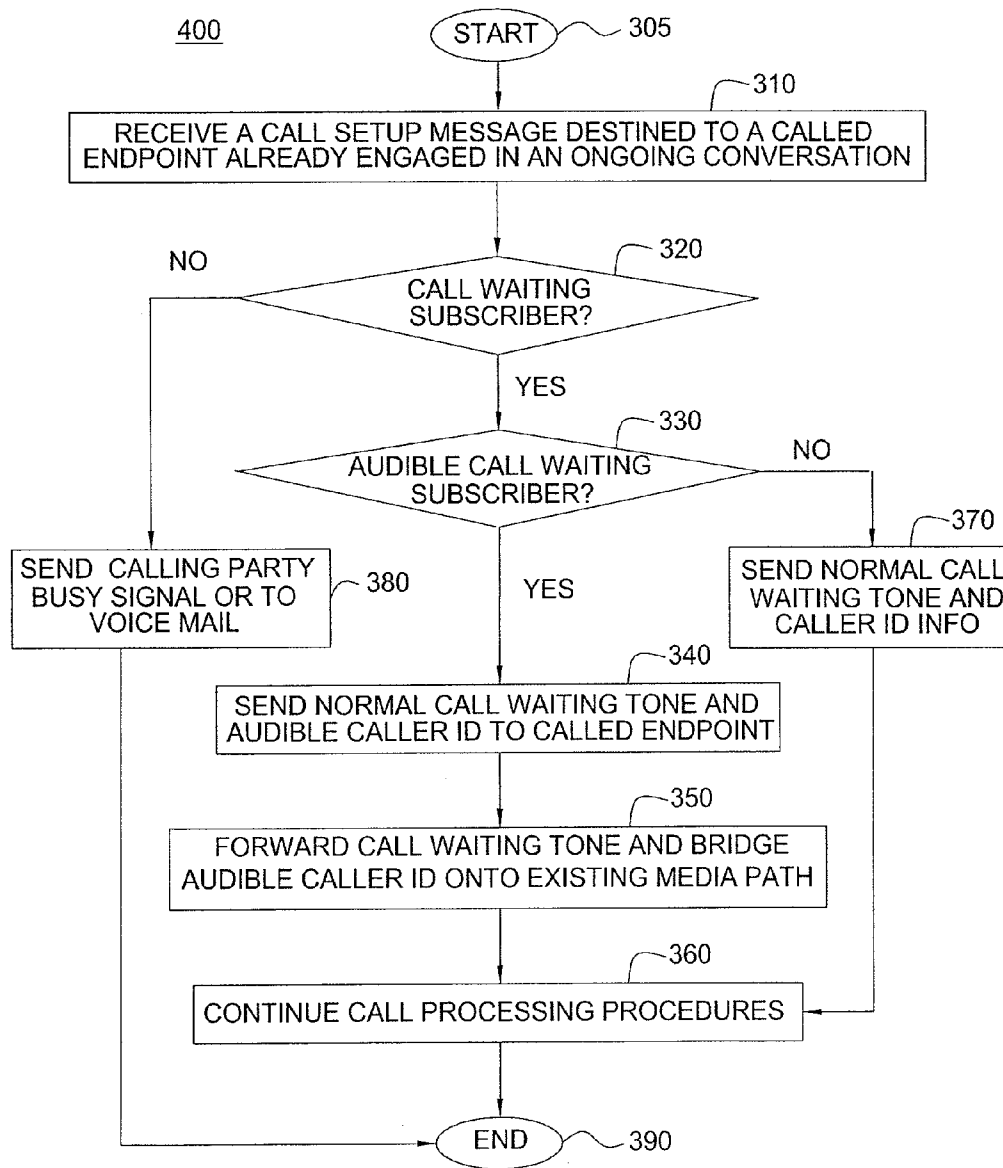 400
START
305
310
RECEIVE A CALL SETUP MESSAGE DESTINED TO A CALLED
ENDPOINT ALREADY ENGAGED IN AN ONGOING CONVERSATION
NO
320
CALL WAITING
SUBSCRIBER?
YES
330
AUDIBLE CALL WAITING
SUBSCRIBER?
NO
370
SEND CALLING PARTY
BUSY SIGNAL OR TO
VOICE MAIL
380
YES
SEND NORMAL CALL
WAITING TONE AND
CALLER ID INFO
340
SEND NORMAL CALL WAITING TONE AND
AUDIBLE CALLER ID TO CALLED ENDPOINT
350
FORWARD CALL WAITING TONE AND BRIDGE
AUDIBLE CALLER ID ONTO EXISTING MEDIA PATH
360
CONTINUE CALL PROCESSING PROCEDURES
END
390